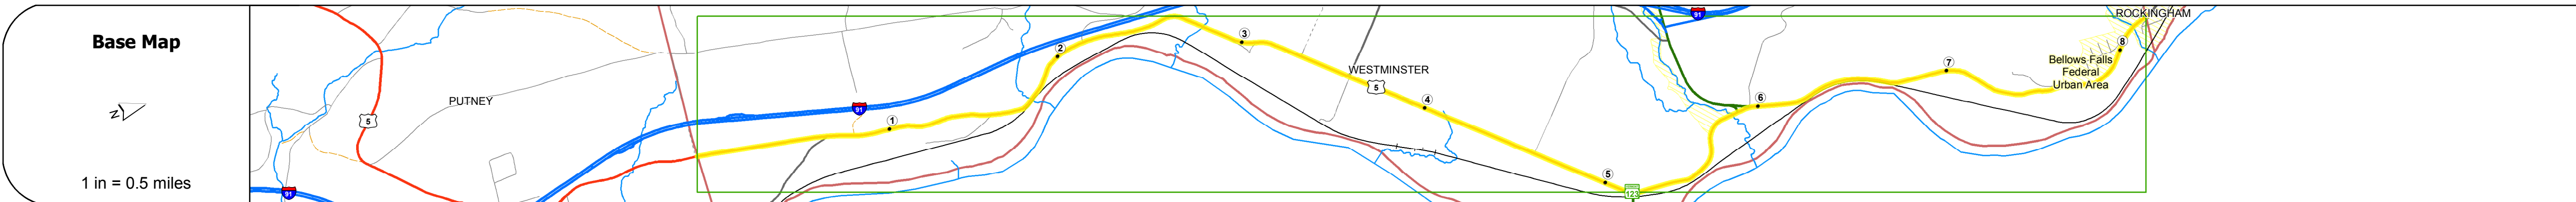 Base Map
N
1 in = 0.5 miles
5
PUTNEY
91
91
1
2
3
WESTMINSTER
5
4
5
123
91
6
7
ROCKINGHAM
8
Bellows Falls
Federal
Urban Area